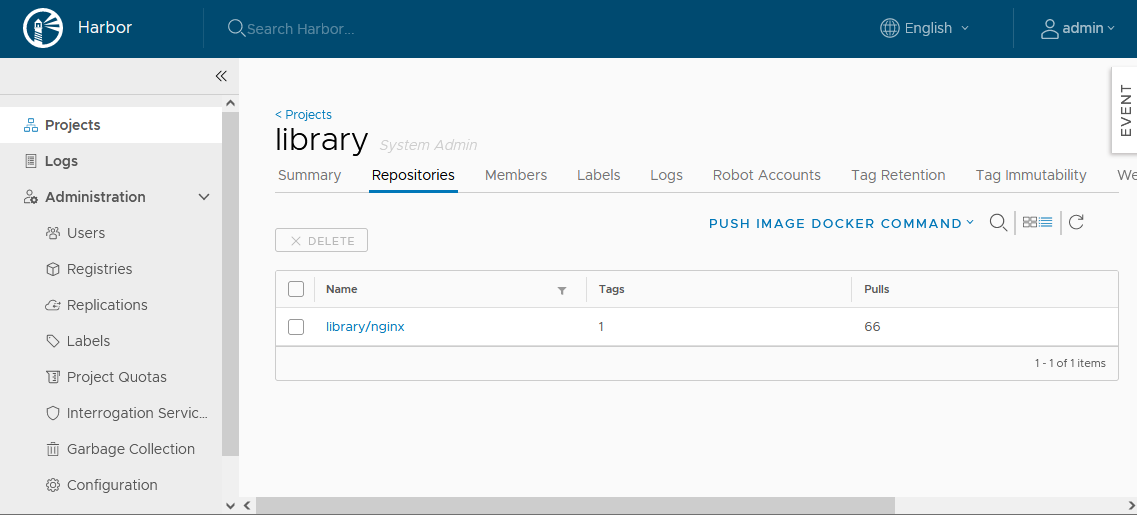 Harbor
Search Harbor...
English
admin
Projects
Logs
Administration
Users
Registries
Replications
Labels
Project Quotas
Interrogation Servic...
Garbage Collection
Configuration
EVENT
< Projects
library System Admin
Summary Repositories Members Labels Logs Robot Accounts Tag Retention Tag Immutability We
PUSH IMAGE DOCKER COMMAND
DELETE
Name Tags Pulls
library/nginx 1 66
1 - 1 of 1 items